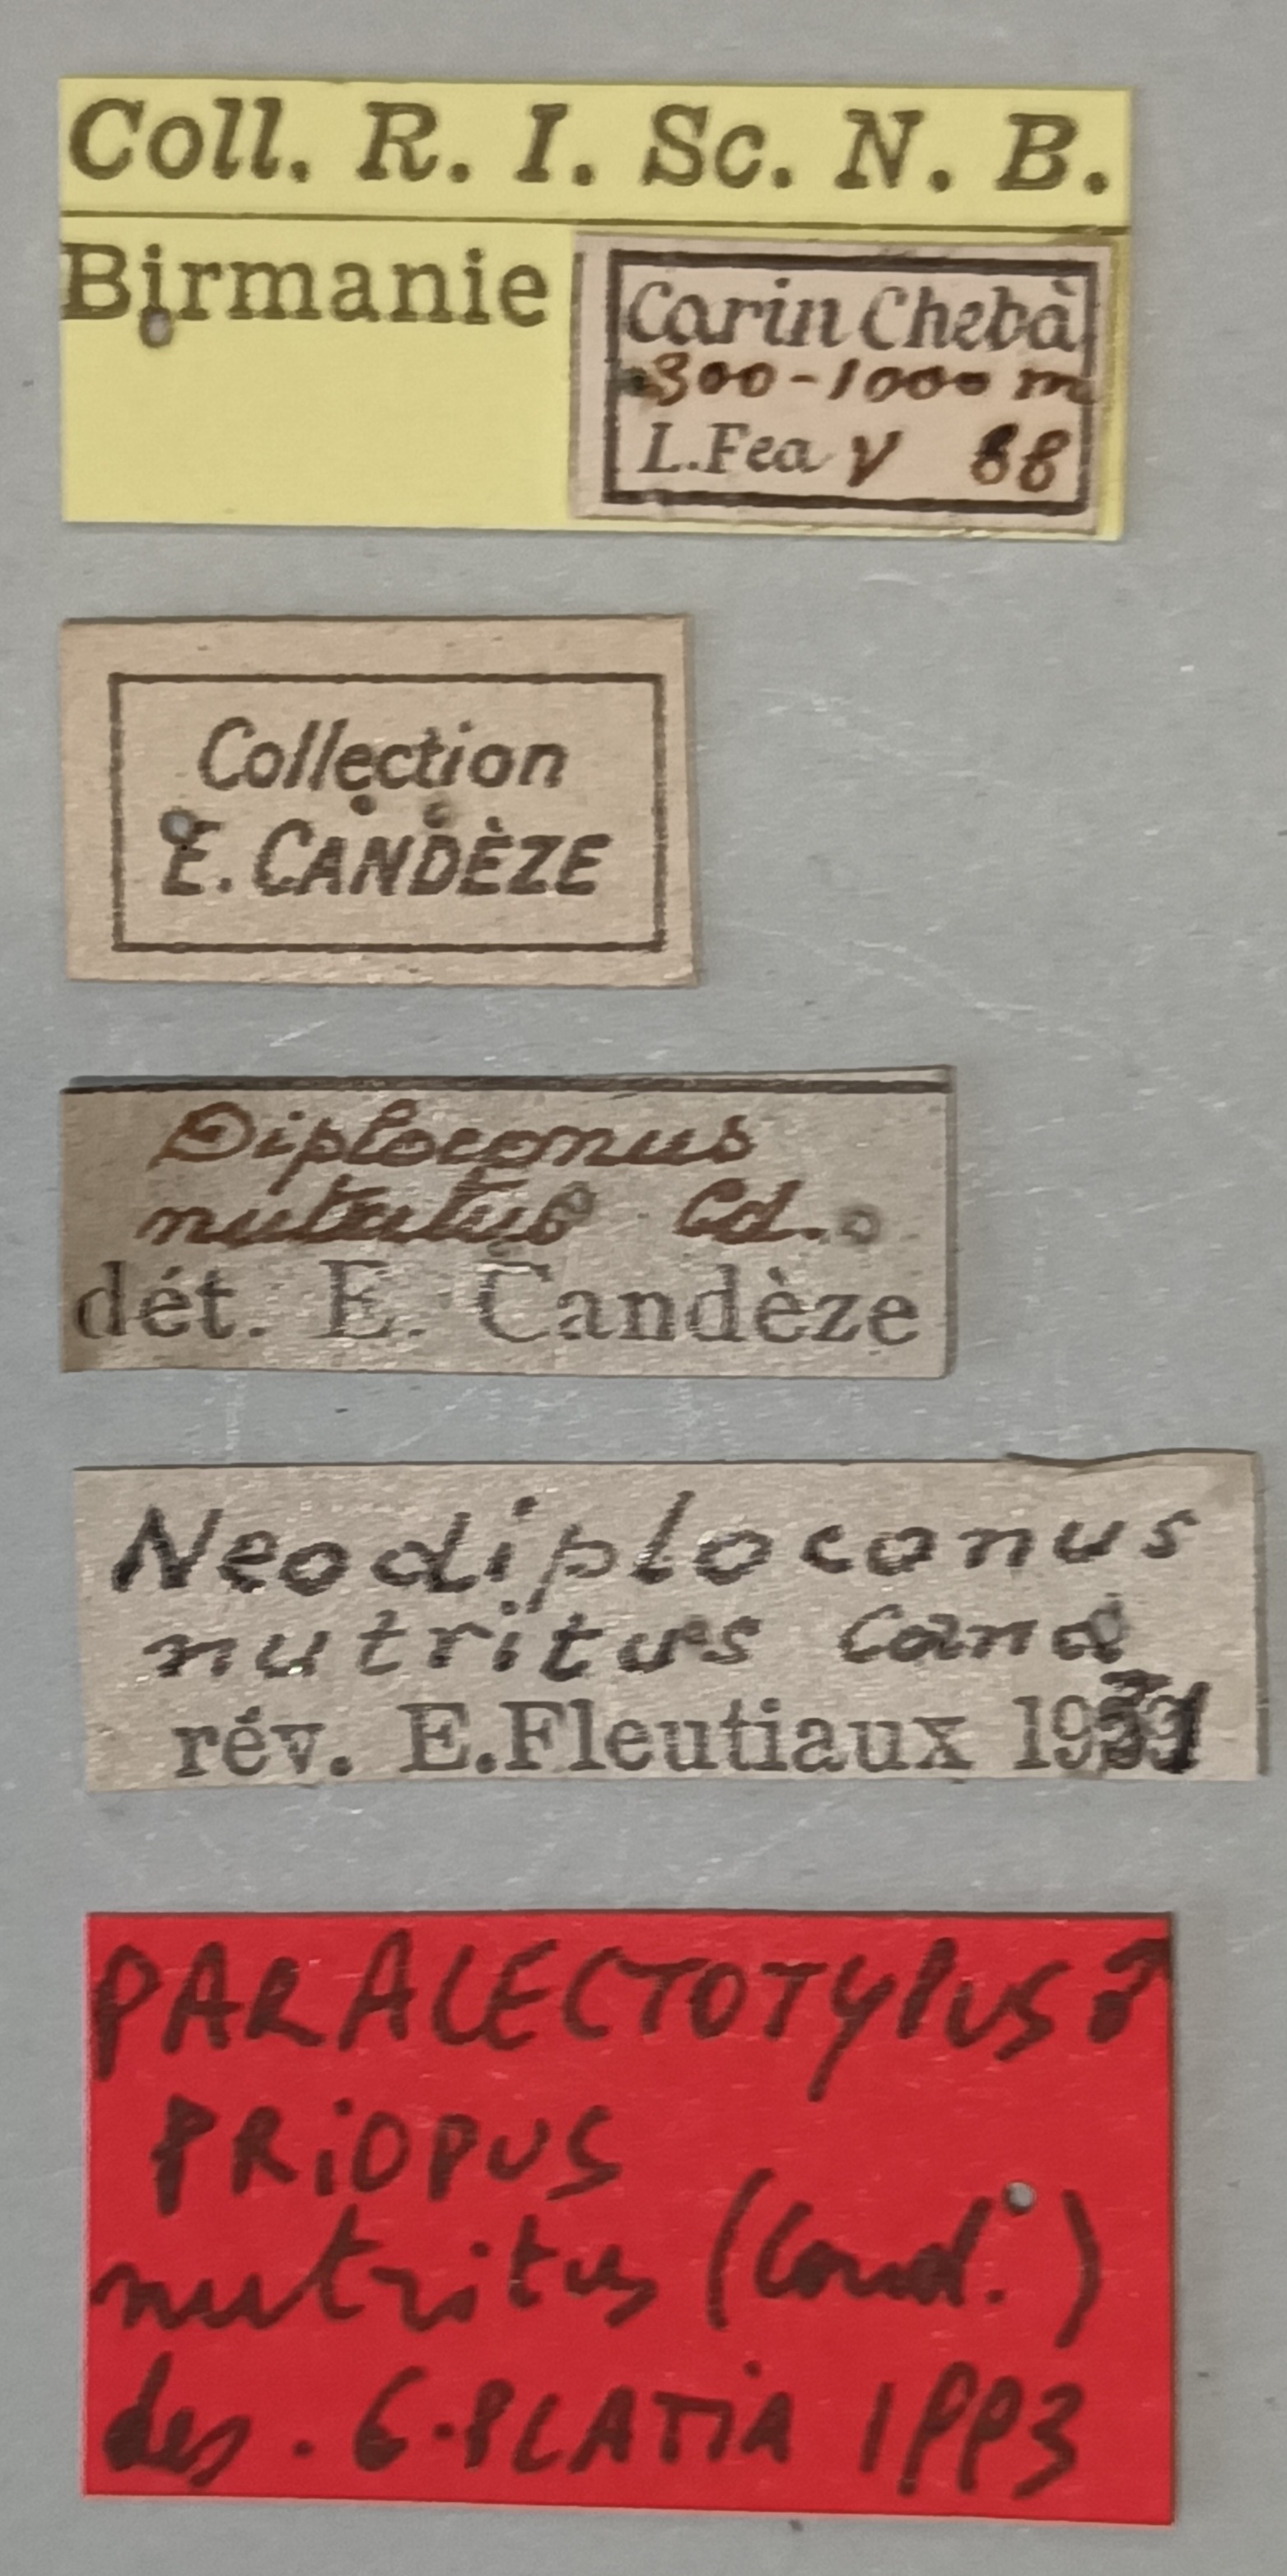 Coll. R. I. Sc. N. B.
Birmanie
Carin Chebà
300-1000 m
L. Fea V 88
Collection
E. CANDÈZE
Diploconus
nutritus Cd.
dét. E. Candèze
Neodiploconus
nutritus Cand
rév. E. Fleutiaux 1931
PARALECTOTYPUS ♂
PRiOPUS
nutritus (Cand.)
des. G. PLATIA 1993